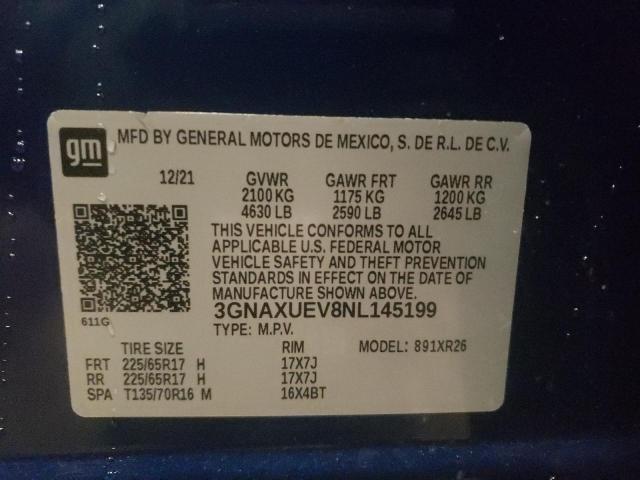 gm MFD BY GENERAL MOTORS DE MEXICO, S. DE R.L. DE C.V.
12/21 GVWR GAWR FRT GAWR RR
2100 KG 1175 KG 1200 KG
4630 LB 2590 LB 2645 LB
THIS VEHICLE CONFORMS TO ALL
APPLICABLE U.S. FEDERAL MOTOR
VEHICLE SAFETY AND THEFT PREVENTION
STANDARDS IN EFFECT ON THE DATE OF
MANUFACTURE SHOWN ABOVE.
3GNAXUEV8NL145199
611G
TYPE: M.P.V.
TIRE SIZE RIM MODEL: 891XR26
FRT 225/65R17 H 17X7J
RR 225/65R17 H 17X7J
SPA T135/70R16 M 16X4BT